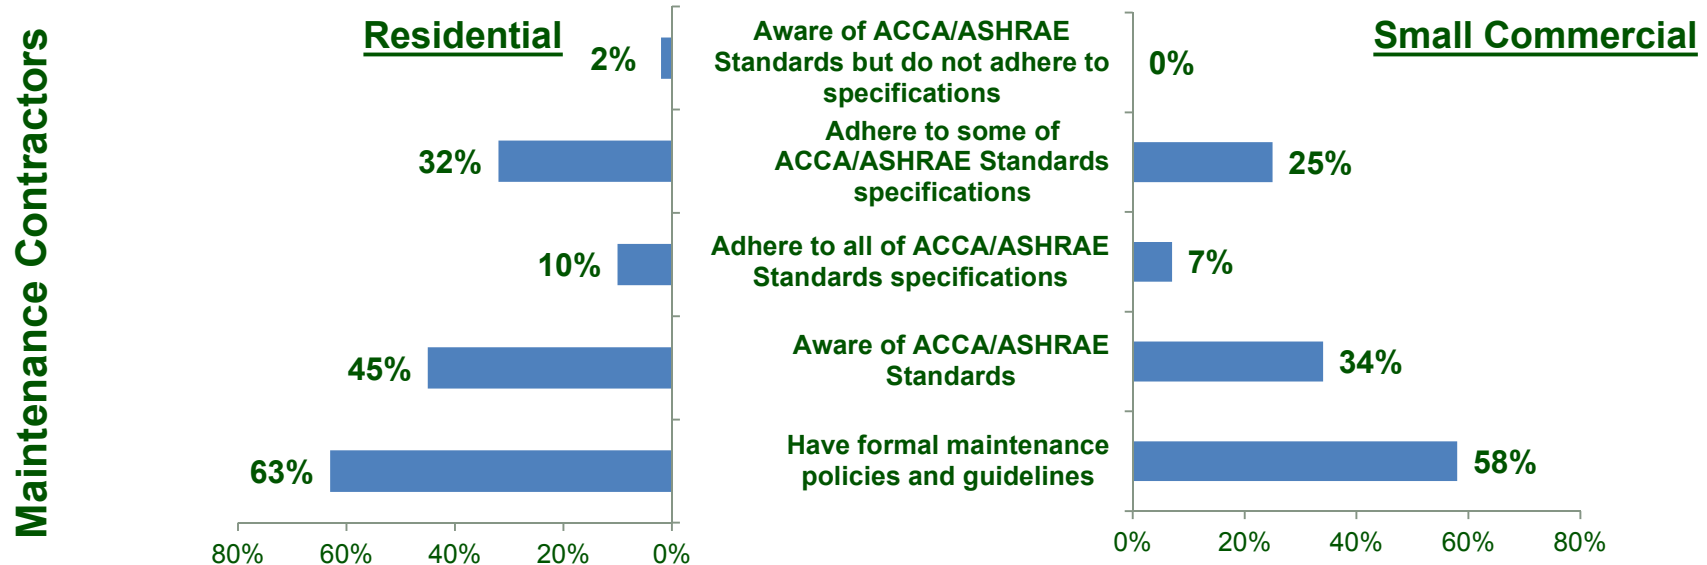 Maintenance Contractors
Residential
Small Commercial
2%
Aware of ACCA/ASHRAE
Standards but do not adhere to
specifications
0%
32%
Adhere to some of
ACCA/ASHRAE Standards
specifications
25%
10%
Adhere to all of ACCA/ASHRAE
Standards specifications
7%
45%
Aware of ACCA/ASHRAE
Standards
34%
63%
Have formal maintenance
policies and guidelines
58%
80% 60% 40% 20% 0%
0% 20% 40% 60% 80%